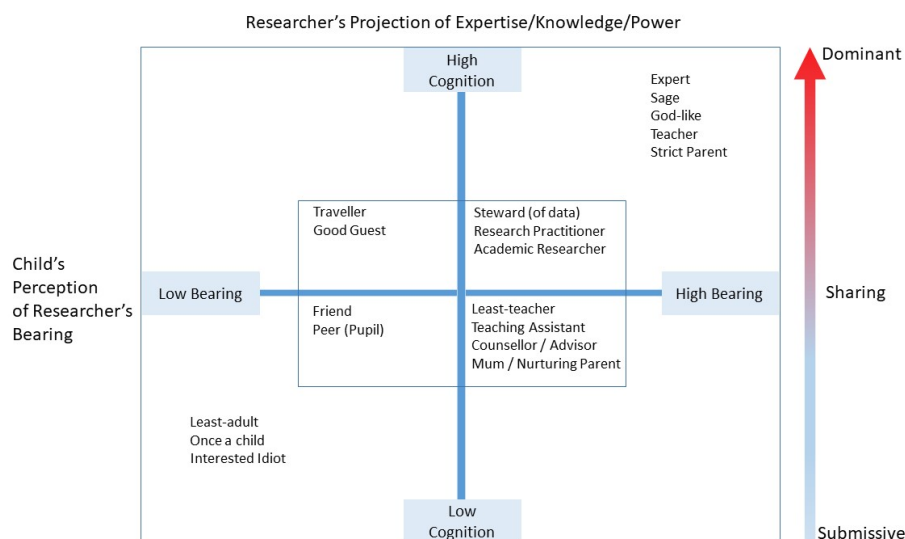 Researcher’s Projection of Expertise/Knowledge/Power
High
Cognition
Dominant
Expert
Sage
God-like
Teacher
Strict Parent
Traveller
Good Guest
Steward (of data)
Research Practitioner
Academic Researcher
Child’s
Perception
of Researcher’s
Bearing
Low Bearing
High Bearing
Sharing
Friend
Peer (Pupil)
Least-teacher
Teaching Assistant
Counsellor / Advisor
Mum / Nurturing Parent
Least-adult
Once a child
Interested Idiot
Low
Cognition
Submissive